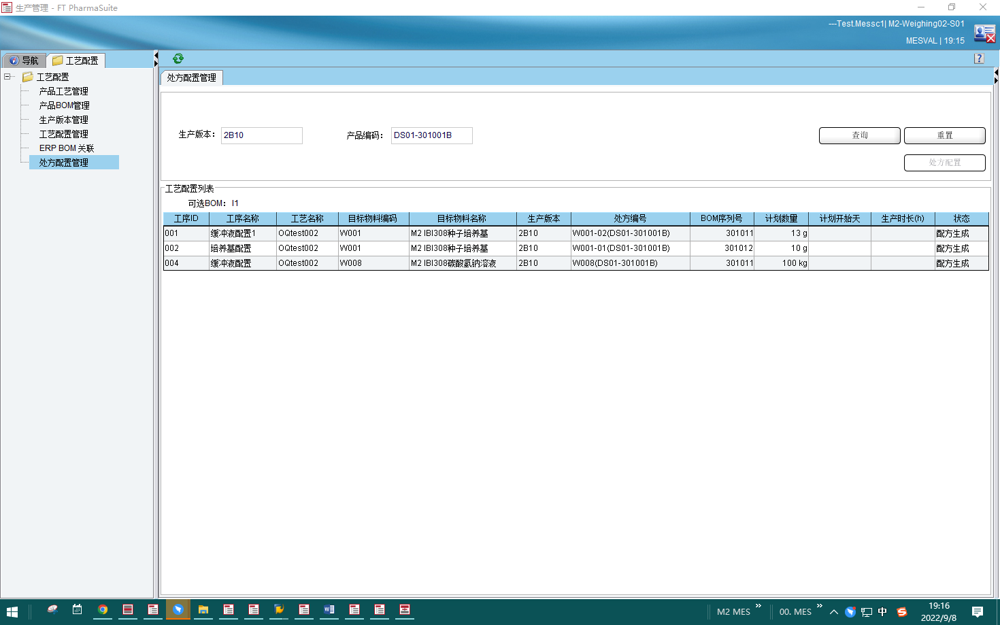 生产管理 - FT PharmaSuite
---Test.Messc1| M2-Weighing02-S01
MESVAL | 19:15
导航
工艺配置
工艺配置
产品工艺管理
产品BOM管理
生产版本管理
工艺配置管理
ERP BOM 关联
处方配置管理
处方配置管理
生产版本： 2B10 产品编码： DS01-301001B 查询 重置
处方配置
工艺配置列表
可选BOM： I1
工序ID 工序名称 工艺名称 目标物料编码 目标物料名称 生产版本 处方编号 BOM序列号 计划数量 计划开始天 生产时长(h) 状态
001 缓冲液配置1 OQtest002 W001 M2 IBI308种子培养基 2B10 W001-02(DS01-301001B) 301011 13 g 配方生成
002 培养基配置 OQtest002 W001 M2 IBI308种子培养基 2B10 W001-01(DS01-301001B) 301012 10 g 配方生成
004 缓冲液配置 OQtest002 W008 M2 IBI308碳酸氢钠溶液 2B10 W008(DS01-301001B) 301011 100 kg 配方生成
M2 MES » 00. MES » 中 19:16
2022/9/8